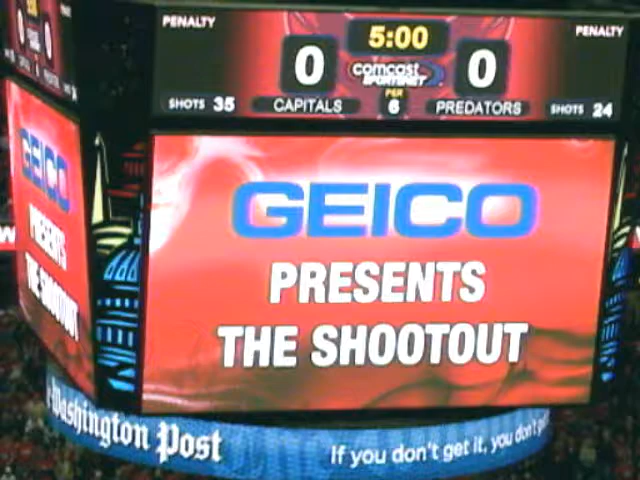 PENALTY
5:00
PENALTY
0
comcast
SPORTSNET
0
PER
SHOTS 35
CAPITALS
6
PREDATORS
SHOTS 24
GEICO
PRESENTS
THE SHOOTOUT
GEICO
PRESENTS
THE SHOOTOUT
Washington Post
If you don't get it, you don't